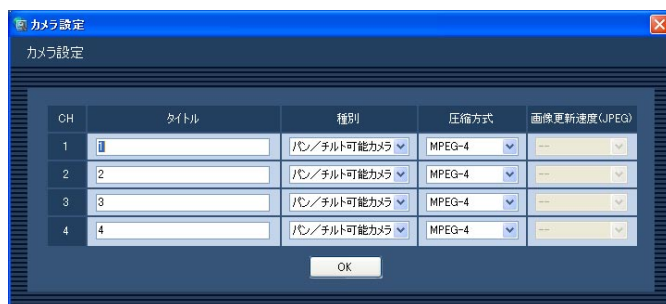 カメラ設定
カメラ設定
CH タイトル 種別 圧縮方式 画像更新速度(JPEG)
1 1 パン／チルト可能カメラ MPEG-4 --
2 2 パン／チルト可能カメラ MPEG-4 --
3 3 パン／チルト可能カメラ MPEG-4 --
4 4 パン／チルト可能カメラ MPEG-4 --
OK